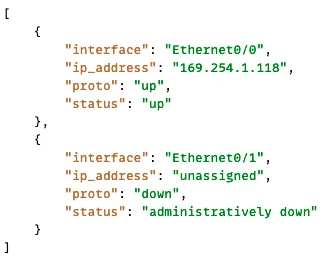 [
    {
        "interface": "Ethernet0/0",
        "ip_address": "169.254.1.118",
        "proto": "up",
        "status": "up"
    },
    {
        "interface": "Ethernet0/1",
        "ip_address": "unassigned",
        "proto": "down",
        "status": "administratively down"
    }
]